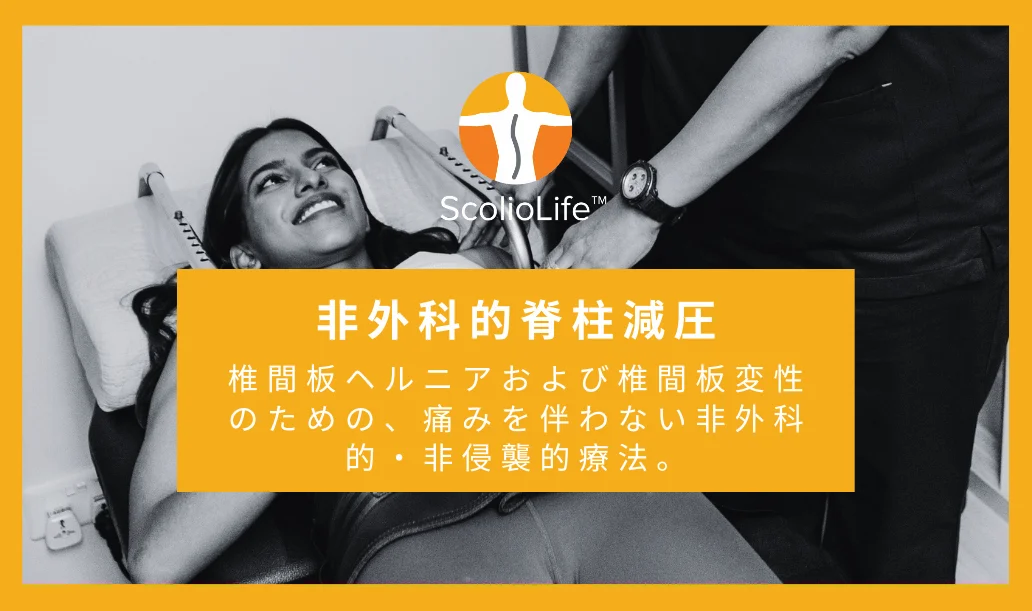 ScolioLife™
非外科的脊柱減圧
椎間板ヘルニアおよび椎間板変性
のための、痛みを伴わない非外科
的・非侵襲的療法。